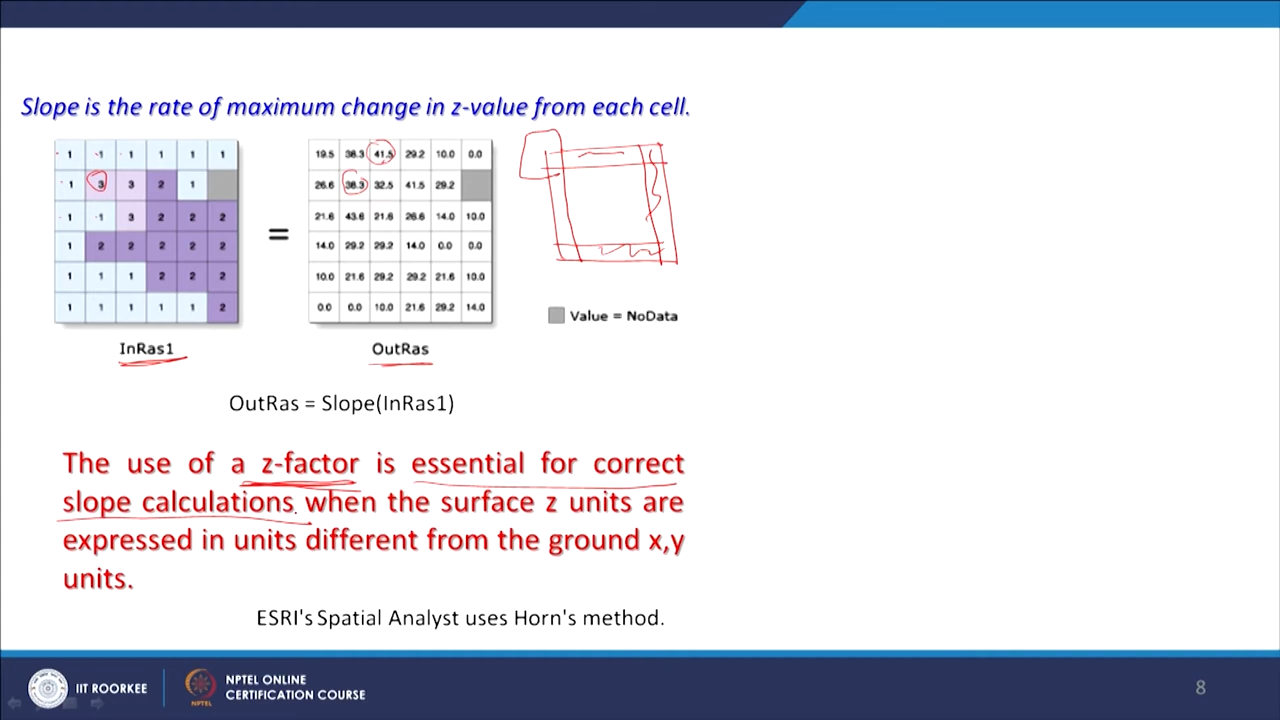 Slope is the rate of maximum change in z-value from each cell.
1 1 1 1 1 1
1 3 3 2 1
1 1 3 2 2 2
1 2 2 2 2 2
1 1 1 2 2 2
1 1 1 1 1 2
InRas1
=
19.5 38.3 41.5 29.2 10.0 0.0
26.6 38.3 32.5 41.5 29.2
21.6 43.6 21.6 26.6 14.0 10.0
14.0 29.2 29.2 14.0 0.0 0.0
10.0 21.6 29.2 29.2 21.6 10.0
0.0 0.0 10.0 21.6 29.2 14.0
OutRas
Value = NoData
OutRas = Slope(InRas1)
The use of a z-factor is essential for correct
slope calculations when the surface z units are
expressed in units different from the ground x,y
units.
ESRI's Spatial Analyst uses Horn's method.
IIT ROORKEE
NPTEL
NPTEL ONLINE
CERTIFICATION COURSE
8